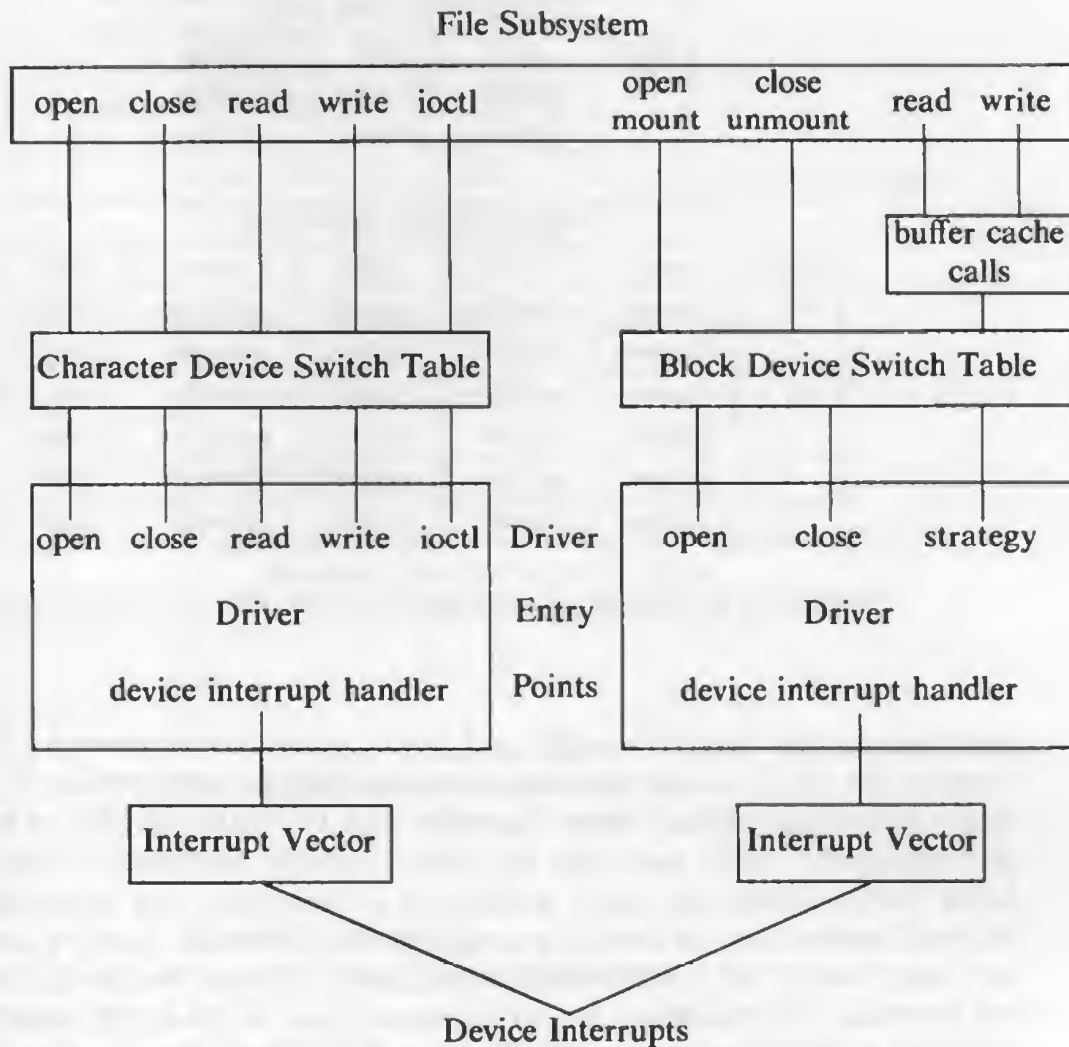 File Subsystem
open close read write ioctl
open mount
close unmount
read write
buffer cache
calls
Character Device Switch Table
Block Device Switch Table
open close read write ioctl
Driver
open close strategy
Driver
Entry
Driver
device interrupt handler
Points
device interrupt handler
Interrupt Vector
Interrupt Vector
Device Interrupts